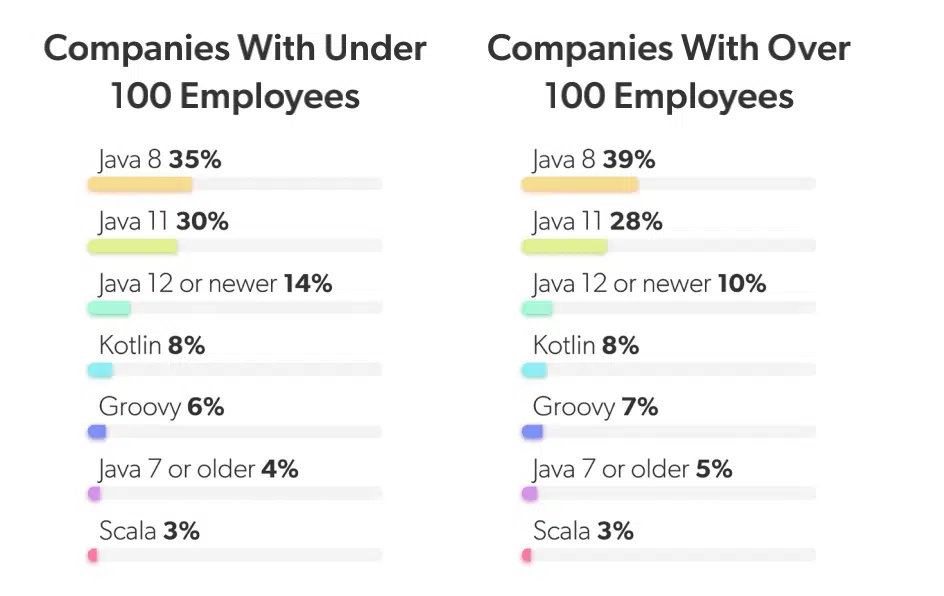 Companies With Under
100 Employees
Java 8 35%
Java 11 30%
Java 12 or newer 14%
Kotlin 8%
Groovy 6%
Java 7 or older 4%
Scala 3%
Companies With Over
100 Employees
Java 8 39%
Java 11 28%
Java 12 or newer 10%
Kotlin 8%
Groovy 7%
Java 7 or older 5%
Scala 3%